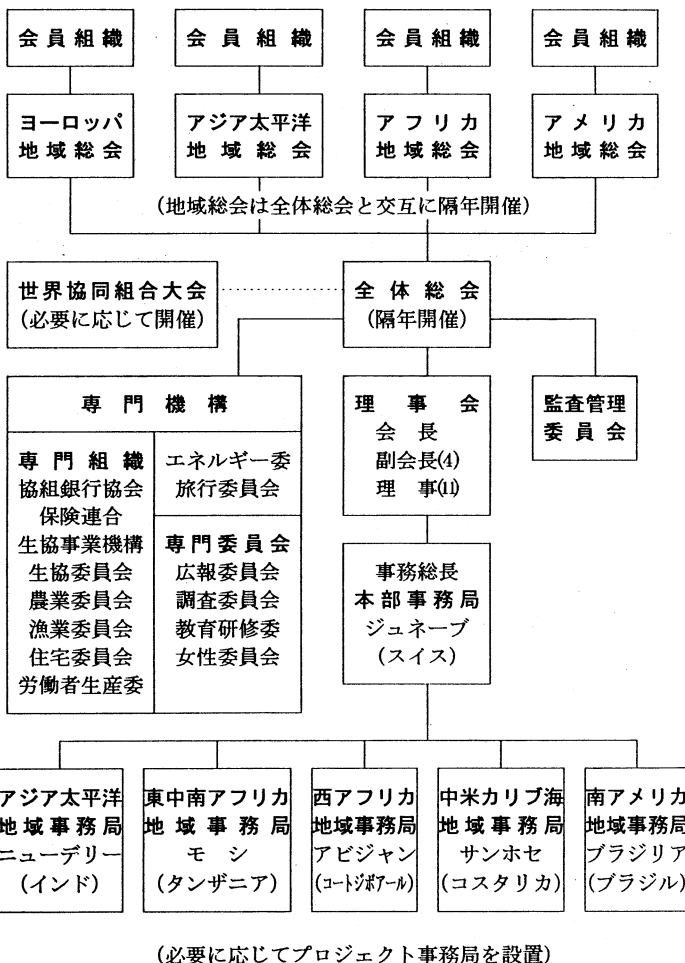 会員組織
会員組織
会員組織
会員組織
ヨーロッパ
地域総会
アジア太平洋
地域総会
アフリカ
地域総会
アメリカ
地域総会
(地域総会は全体総会と交互に隔年開催)
世界協同組合大会
(必要に応じて開催)
全体総会
(隔年開催)
専門機構
専門組織
協組銀行協会
保険連合
生協事業機構
生協委員会
農業委員会
漁業委員会
住宅委員会
労働者生産委
エネルギー委
旅行委員会
専門委員会
広報委員会
調査委員会
教育研修委
女性委員会
理事会
会長
副会長(4)
理事(11)
監査管理
委員会
事務総長
本部事務局
ジュネーブ
(スイス)
アジア太平洋
地域事務局
ニューデリー
(インド)
東中南アフリカ
地域事務局
モシ
(タンザニア)
西アフリカ
地域事務局
アビジャン
(コートジボアール)
中米カリブ海
地域事務局
サンホセ
(コスタリカ)
南アメリカ
地域事務局
ブラジリア
(ブラジル)
(必要に応じてプロジェクト事務局を設置)